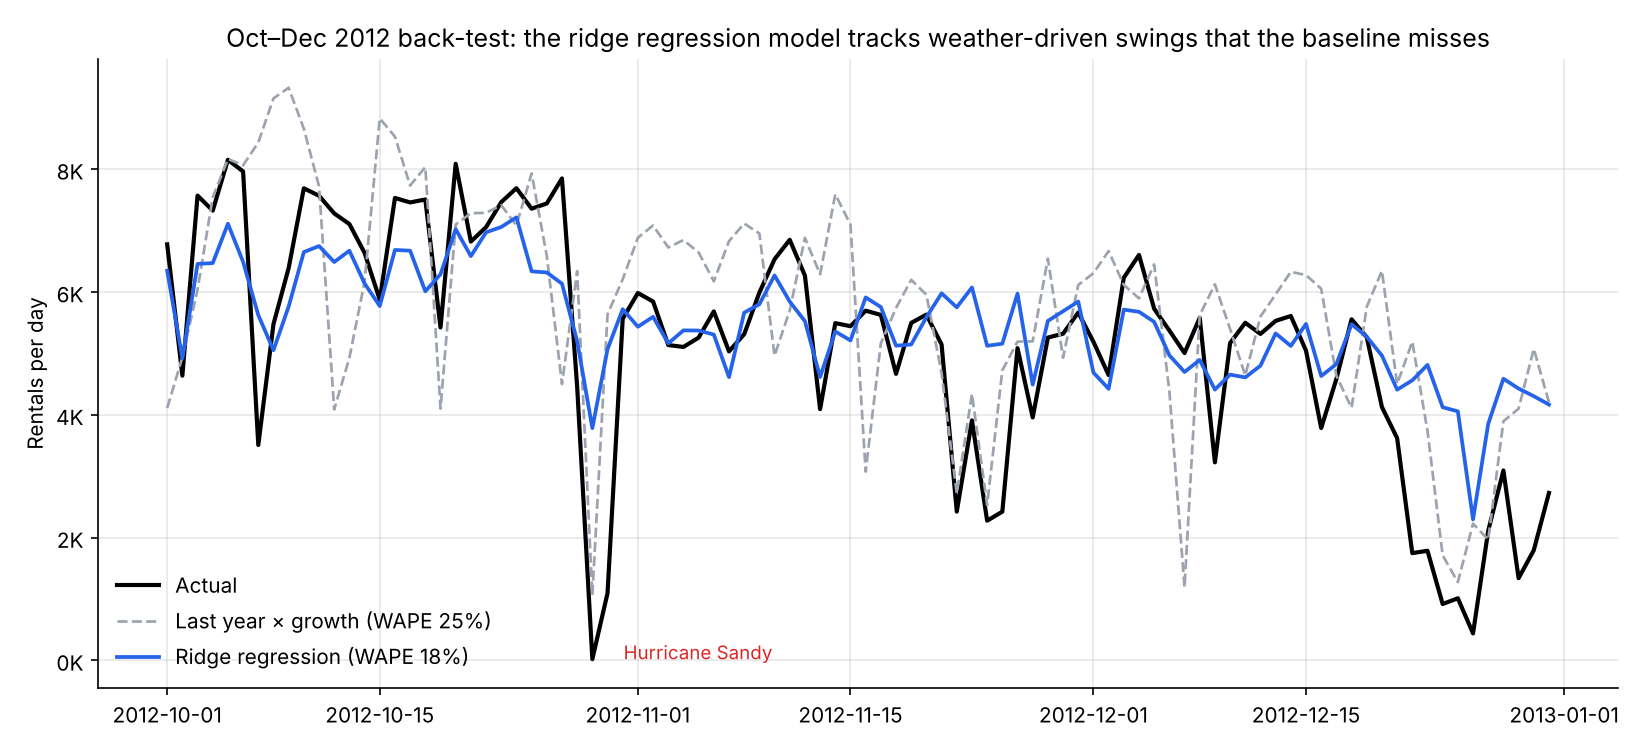 Oct–Dec 2012 back-test: the ridge regression model tracks weather-driven swings that the baseline misses
Rentals per day
8K
6K
4K
2K
0K
Actual
Last year × growth (WAPE 25%)
Ridge regression (WAPE 18%)
Hurricane Sandy
2012-10-01
2012-10-15
2012-11-01
2012-11-15
2012-12-01
2012-12-15
2013-01-01